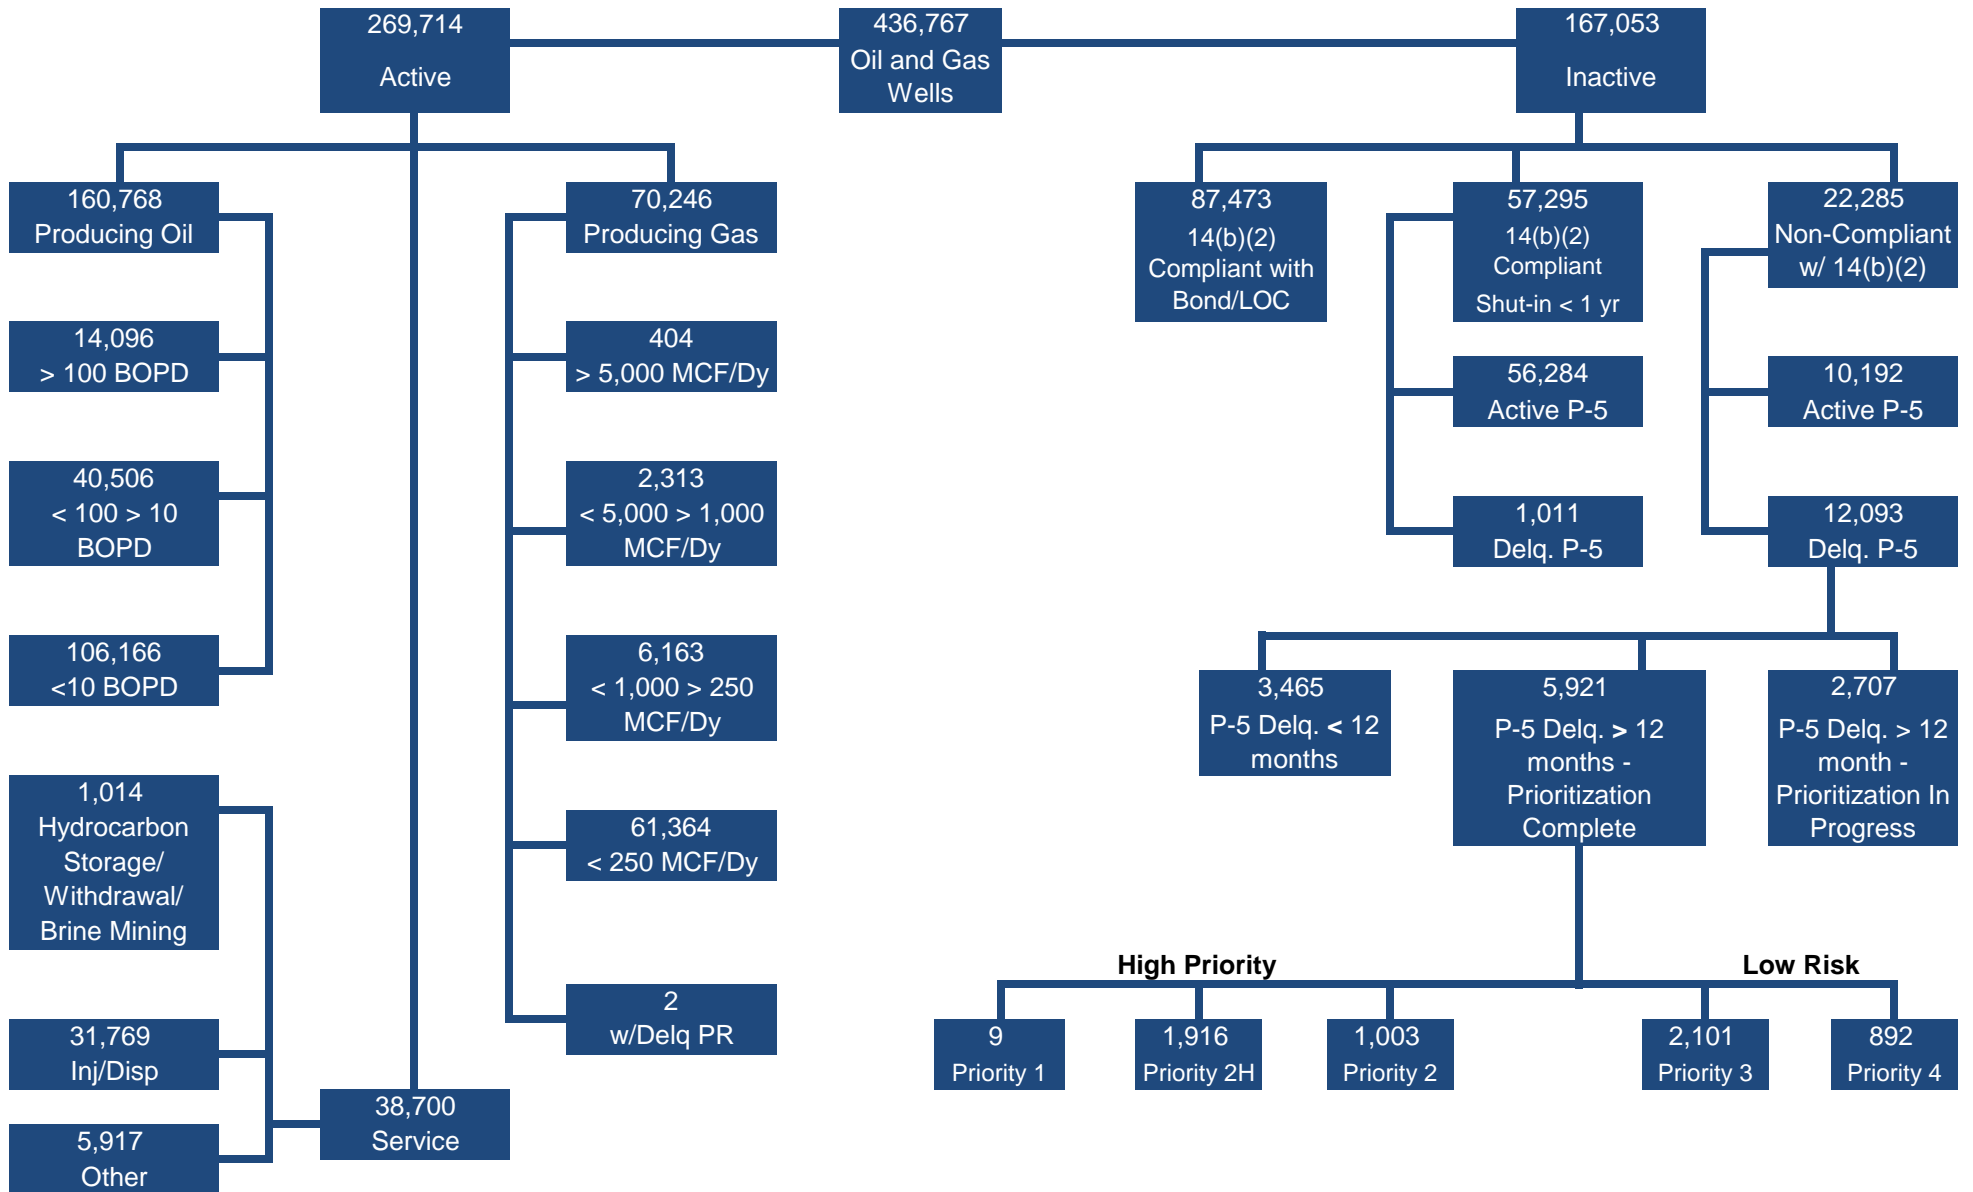 269,714
Active
436,767
Oil and Gas
Wells
167,053
Inactive
160,768
Producing Oil
14,096
> 100 BOPD
40,506
< 100 > 10
BOPD
106,166
<10 BOPD
70,246
Producing Gas
404
> 5,000 MCF/Dy
2,313
< 5,000 > 1,000
MCF/Dy
6,163
< 1,000 > 250
MCF/Dy
61,364
< 250 MCF/Dy
2
w/Delq PR
1,014
Hydrocarbon
Storage/
Withdrawal/
Brine Mining
31,769
Inj/Disp
5,917
Other
38,700
Service
87,473
14(b)(2)
Compliant with
Bond/LOC
57,295
14(b)(2)
Compliant
Shut-in < 1 yr
56,284
Active P-5
1,011
Delq. P-5
22,285
Non-Compliant
w/ 14(b)(2)
10,192
Active P-5
12,093
Delq. P-5
3,465
P-5 Delq. < 12
months
5,921
P-5 Delq. > 12
months -
Prioritization
Complete
2,707
P-5 Delq. > 12
month -
Prioritization In
Progress
High Priority
Low Risk
9
Priority 1
1,916
Priority 2H
1,003
Priority 2
2,101
Priority 3
892
Priority 4